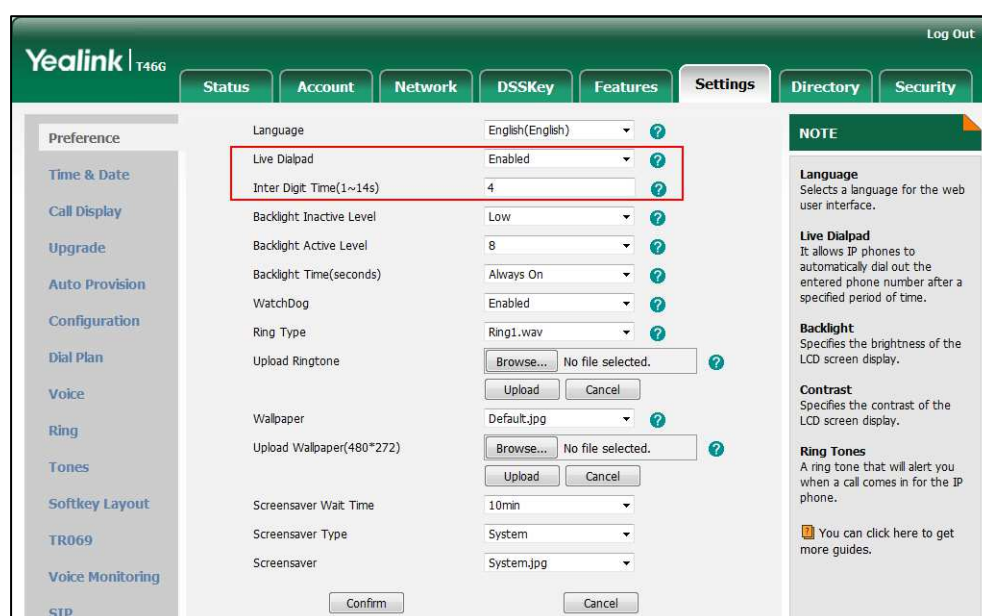 Log Out
Yealink | T46G
Status Account Network DSSKey Features Settings Directory Security
Preference
Time & Date
Call Display
Upgrade
Auto Provision
Configuration
Dial Plan
Voice
Ring
Tones
Softkey Layout
TR069
Voice Monitoring
SIP
Language English(English) ?
Live Dialpad Enabled ?
Inter Digit Time(1~14s) 4 ?
Backlight Inactive Level Low ?
Backlight Active Level 8 ?
Backlight Time(seconds) Always On ?
WatchDog Enabled ?
Ring Type Ring1.wav ?
Upload Ringtone Browse... No file selected. ?
Upload Cancel
Wallpaper Default.jpg ?
Upload Wallpaper(480*272) Browse... No file selected. ?
Upload Cancel
Screensaver Wait Time 10min
Screensaver Type System
Screensaver System.jpg
Confirm Cancel
NOTE
Language
Selects a language for the web
user interface.
Live Dialpad
It allows IP phones to
automatically dial out the
entered phone number after a
specified period of time.
Backlight
Specifies the brightness of the
LCD screen display.
Contrast
Specifies the contrast of the
LCD screen display.
Ring Tones
A ring tone that will alert you
when a call comes in for the IP
phone.
? You can click here to get
more guides.